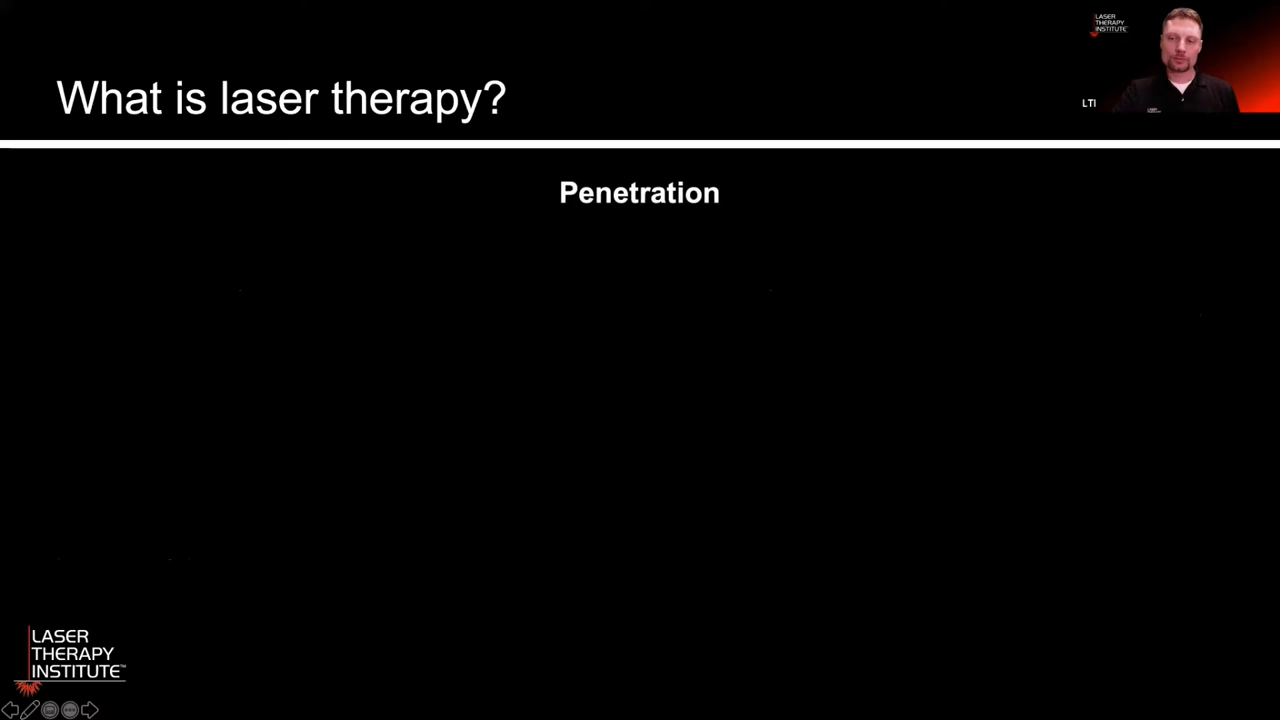 What is laser therapy?
LASER
THERAPY
INSTITUTE
LTI
Penetration
LASER
THERAPY
INSTITUTE™